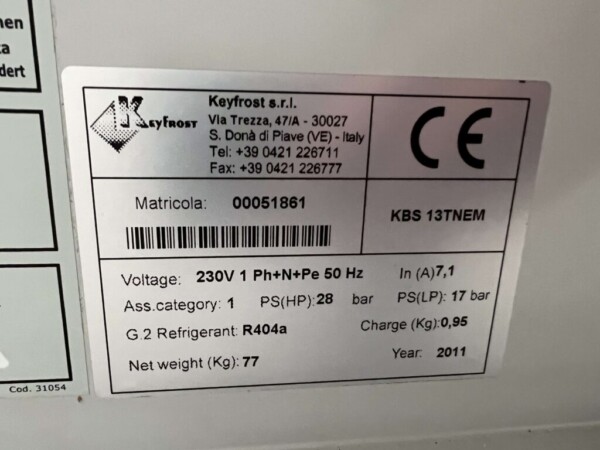 nen
ta
dert
KEYFROST
Keyfrost s.r.l.
Via Trezza, 47/A - 30027
S. Donà di Piave (VE) - Italy
Tel: +39 0421 226711
Fax: +39 0421 226777
CE
Matricola: 00051861
KBS 13TNEM
Voltage: 230V 1 Ph+N+Pe 50 Hz In (A)7,1
Ass.category: 1 PS(HP):28 bar PS(LP): 17 bar
G.2 Refrigerant: R404a Charge (Kg):0,95
Net weight (Kg): 77 Year: 2011
Cod. 31054